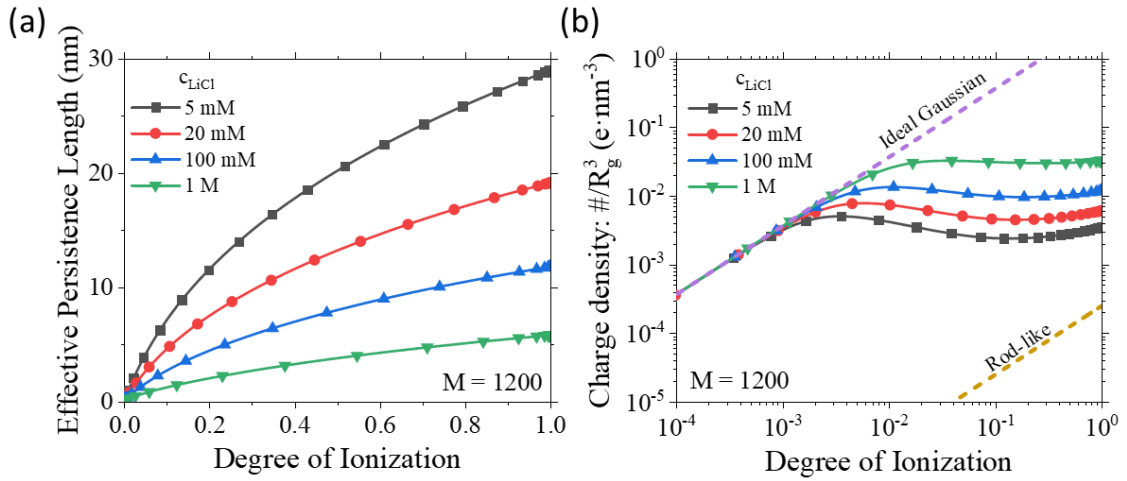 (a)
Effective Persistence Length (nm)
30
20
10
0
c_LiCl
5 mM
20 mM
100 mM
1 M
M = 1200
0.0 0.2 0.4 0.6 0.8 1.0
Degree of Ionization
(b)
Charge density: #/R_g^3 (e·nm^-3)
10^0
10^-1
10^-2
10^-3
10^-4
10^-5
c_LiCl
5 mM
20 mM
100 mM
1 M
Ideal Gaussian
Rod-like
M = 1200
10^-4 10^-3 10^-2 10^-1 10^0
Degree of Ionization